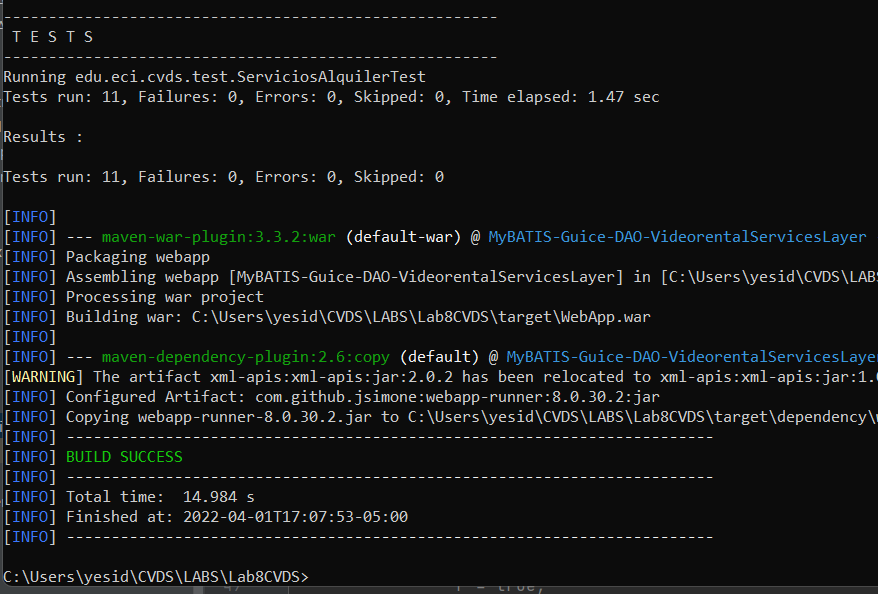 -------------------------------------------------------
T E S T S
-------------------------------------------------------
Running edu.eci.cvds.test.ServiciosAlquilerTest
Tests run: 11, Failures: 0, Errors: 0, Skipped: 0, Time elapsed: 1.47 sec
Results :
Tests run: 11, Failures: 0, Errors: 0, Skipped: 0
[INFO]
[INFO] --- maven-war-plugin:3.3.2:war (default-war) @ MyBATIS-Guice-DAO-VideorentalServicesLayer
[INFO] Packaging webapp
[INFO] Assembling webapp [MyBATIS-Guice-DAO-VideorentalServicesLayer] in [C:\Users\yesid\CVDS\LABS
[INFO] Processing war project
[INFO] Building war: C:\Users\yesid\CVDS\LABS\Lab8CVDS\target\WebApp.war
[INFO]
[INFO] --- maven-dependency-plugin:2.6:copy (default) @ MyBATIS-Guice-DAO-VideorentalServicesLayer
[WARNING] The artifact xml-apis:xml-apis:jar:2.0.2 has been relocated to xml-apis:xml-apis:jar:1.
[INFO] Configured Artifact: com.github.jsimone:webapp-runner:8.0.30.2:jar
[INFO] Copying webapp-runner-8.0.30.2.jar to C:\Users\yesid\CVDS\LABS\Lab8CVDS\target\dependency\
[INFO] ------------------------------------------------------------------------
[INFO] BUILD SUCCESS
[INFO] ------------------------------------------------------------------------
[INFO] Total time:  14.984 s
[INFO] Finished at: 2022-04-01T17:07:53-05:00
[INFO] ------------------------------------------------------------------------
C:\Users\yesid\CVDS\LABS\Lab8CVDS>